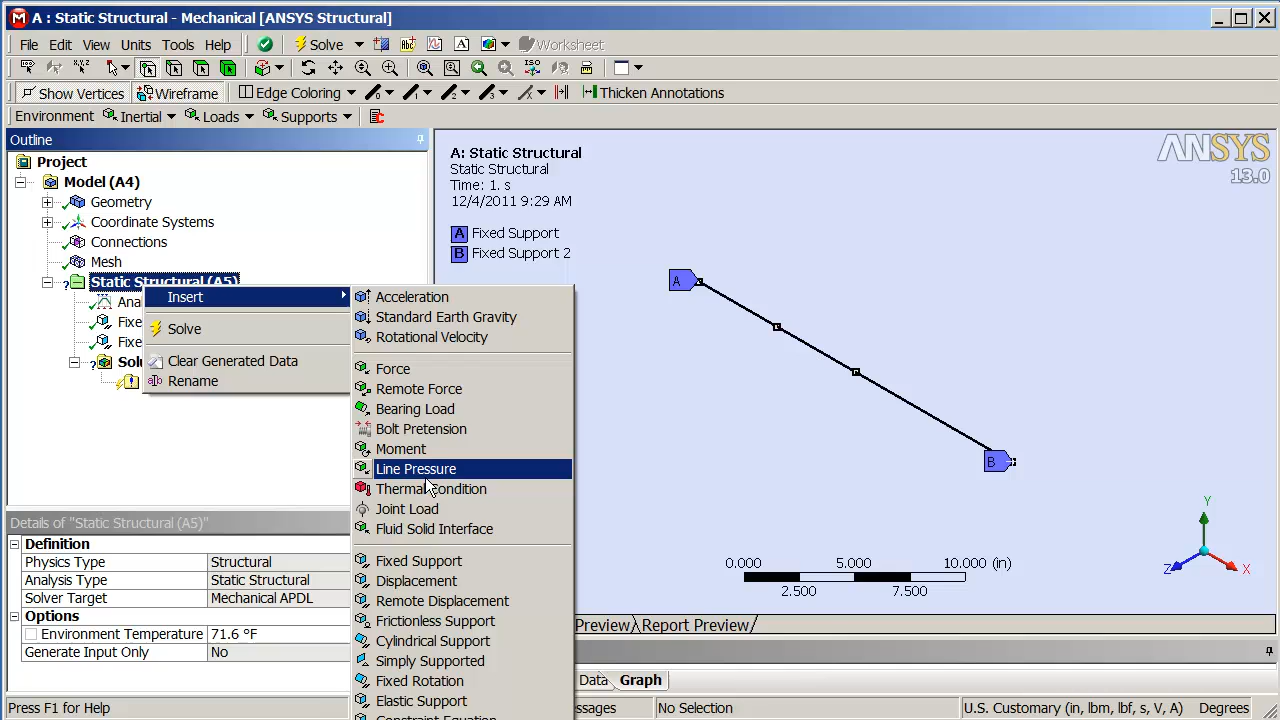 A : Static Structural - Mechanical [ANSYS Structural]
File Edit View Units Tools Help Solve Worksheet
Show Vertices Wireframe Edge Coloring Thicken Annotations
Environment Inertial Loads Supports
Outline
Project
Model (A4)
Geometry
Coordinate Systems
Connections
Mesh
Static Structural (A5)
Ana
Fixe
Fixe
Solu
Insert
Solve
Clear Generated Data
Rename
Acceleration
Standard Earth Gravity
Rotational Velocity
Force
Remote Force
Bearing Load
Bolt Pretension
Moment
Line Pressure
Thermal Condition
Joint Load
Fluid Solid Interface
Fixed Support
Displacement
Remote Displacement
Frictionless Support
Cylindrical Support
Simply Supported
Fixed Rotation
Elastic Support
Constraint Equation
A: Static Structural
Static Structural
Time: 1. s
12/4/2011 9:29 AM
A Fixed Support
B Fixed Support 2
ANSYS
13.0
A
B
0.000 5.000 10.000 (in)
2.500 7.500
Y
Z X
Details of "Static Structural (A5)"
Definition
Physics Type Structural
Analysis Type Static Structural
Solver Target Mechanical APDL
Options
Environment Temperature 71.6 °F
Generate Input Only No
Preview Report Preview
Data Graph
Press F1 for Help ssages No Selection U.S. Customary (in, lbm, lbf, s, V, A) Degrees